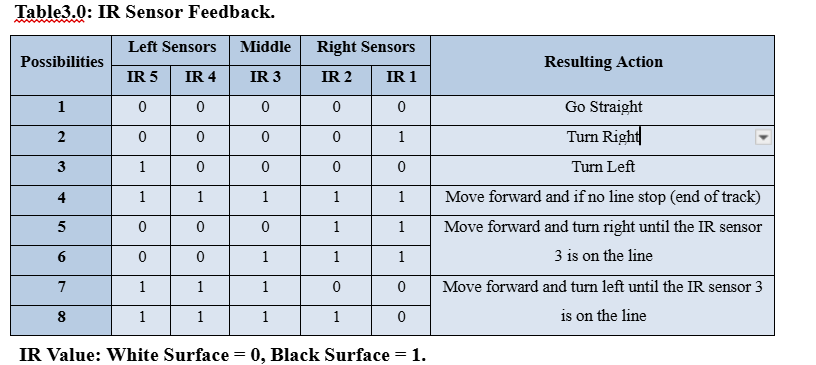 Table3.0: IR Sensor Feedback.
Possibilities Left Sensors Middle Right Sensors Resulting Action
IR 5 IR 4 IR 3 IR 2 IR 1
1 0 0 0 0 0 Go Straight
2 0 0 0 0 1 Turn Right
3 1 0 0 0 0 Turn Left
4 1 1 1 1 1 Move forward and if no line stop (end of track)
5 0 0 0 1 1 Move forward and turn right until the IR sensor
6 0 0 1 1 1 3 is on the line
7 1 1 1 0 0 Move forward and turn left until the IR sensor 3
8 1 1 1 1 0 is on the line
IR Value: White Surface = 0, Black Surface = 1.